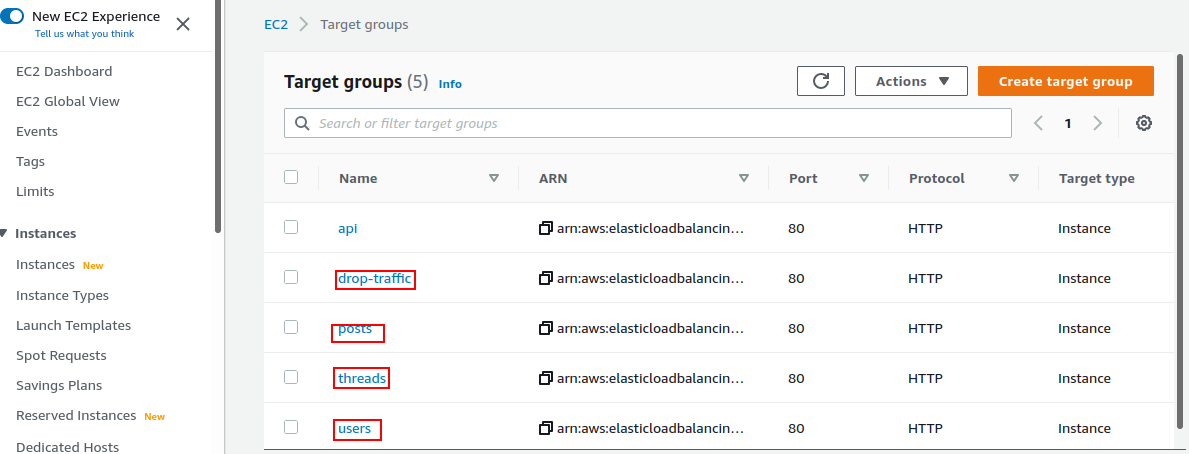 New EC2 Experience
Tell us what you think
EC2 Dashboard
EC2 Global View
Events
Tags
Limits
Instances
Instances New
Instance Types
Launch Templates
Spot Requests
Savings Plans
Reserved Instances New
Dedicated Hosts
EC2 Target groups
Target groups (5) Info
Actions
Create target group
Search or filter target groups
1
Name ARN Port Protocol Target type
api arn:aws:elasticloadbalancin… 80 HTTP Instance
drop-traffic arn:aws:elasticloadbalancin… 80 HTTP Instance
posts arn:aws:elasticloadbalancin… 80 HTTP Instance
threads arn:aws:elasticloadbalancin… 80 HTTP Instance
users arn:aws:elasticloadbalancin… 80 HTTP Instance